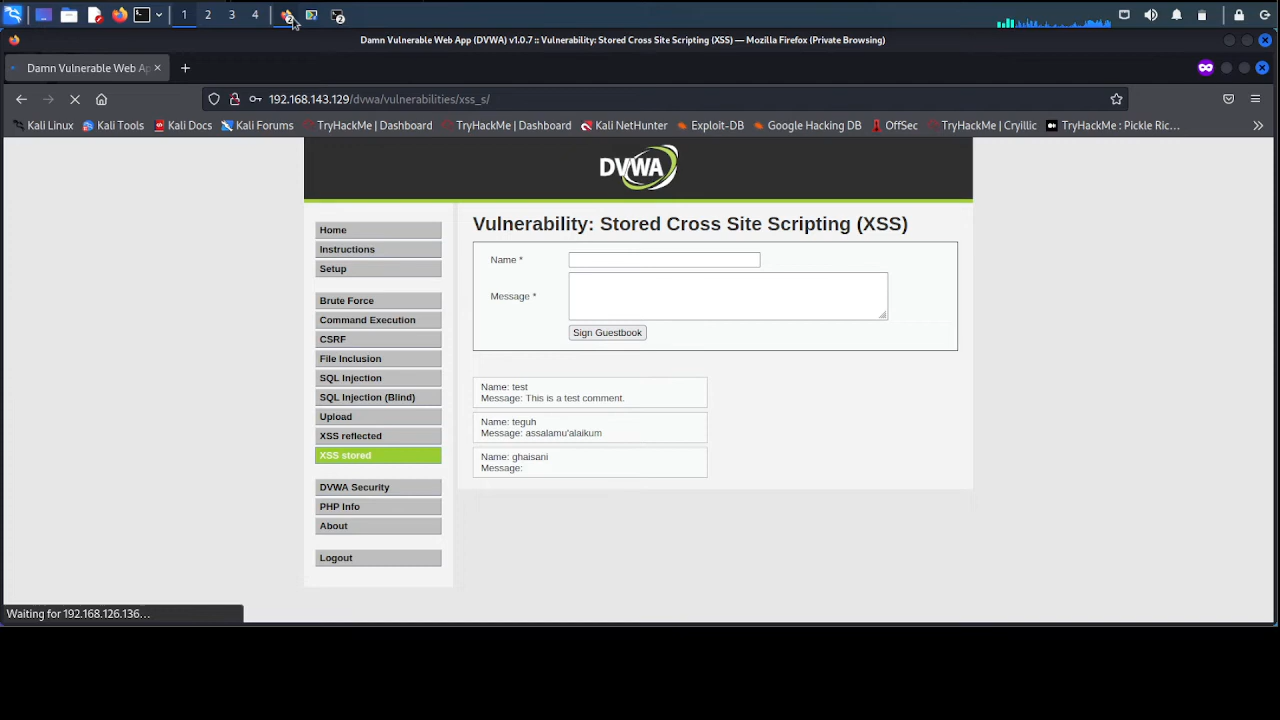 1 2 3 4 2 2
Damn Vulnerable Web App (DVWA) v1.0.7 :: Vulnerability: Stored Cross Site Scripting (XSS) — Mozilla Firefox (Private Browsing)
Damn Vulnerable Web Ap
192.168.143.129/dvwa/vulnerabilities/xss_s/
Kali Linux Kali Tools Kali Docs Kali Forums TryHackMe | Dashboard TryHackMe | Dashboard Kali NetHunter Exploit-DB Google Hacking DB OffSec TryHackMe | Cryillic TryHackMe : Pickle Ric…
DVWA
Home
Instructions
Setup
Brute Force
Command Execution
CSRF
File Inclusion
SQL Injection
SQL Injection (Blind)
Upload
XSS reflected
XSS stored
DVWA Security
PHP Info
About
Logout
Vulnerability: Stored Cross Site Scripting (XSS)
Name *
Message *
Sign Guestbook
Name: test
Message: This is a test comment.
Name: teguh
Message: assalamu'alaikum
Name: ghaisani
Message:
Waiting for 192.168.126.136…